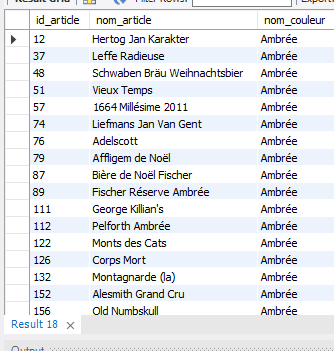 Result Grid Filter Rows: Export
id_article nom_article nom_couleur
12 Hertog Jan Karakter Ambrée
37 Leffe Radieuse Ambrée
48 Schwaben Bräu Weihnachtsbier Ambrée
51 Vieux Temps Ambrée
57 1664 Millésime 2011 Ambrée
74 Liefmans Jan Van Gent Ambrée
76 Adelscott Ambrée
79 Affligem de Noël Ambrée
87 Bière de Noël Fischer Ambrée
89 Fischer Réserve Ambrée Ambrée
111 George Killian's Ambrée
112 Pelforth Ambrée Ambrée
122 Monts des Cats Ambrée
126 Corps Mort Ambrée
132 Montagnarde (la) Ambrée
152 Alesmith Grand Cru Ambrée
156 Old Numbskull Ambrée
Result 18
Output